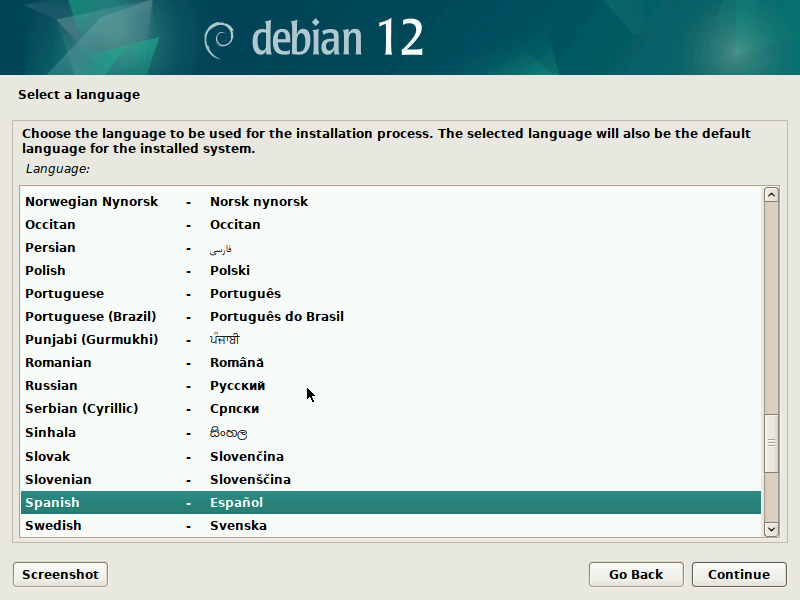 debian 12
Select a language
Choose the language to be used for the installation process. The selected language will also be the default
language for the installed system.
Language:
Norwegian Nynorsk - Norsk nynorsk
Occitan - Occitan
Persian - فارسی
Polish - Polski
Portuguese - Português
Portuguese (Brazil) - Português do Brasil
Punjabi (Gurmukhi) - ਪੰਜਾਬੀ
Romanian - Română
Russian - Русский
Serbian (Cyrillic) - Српски
Sinhala - සිංහල
Slovak - Slovenčina
Slovenian - Slovenščina
Spanish - Español
Swedish - Svenska
Screenshot Go Back Continue